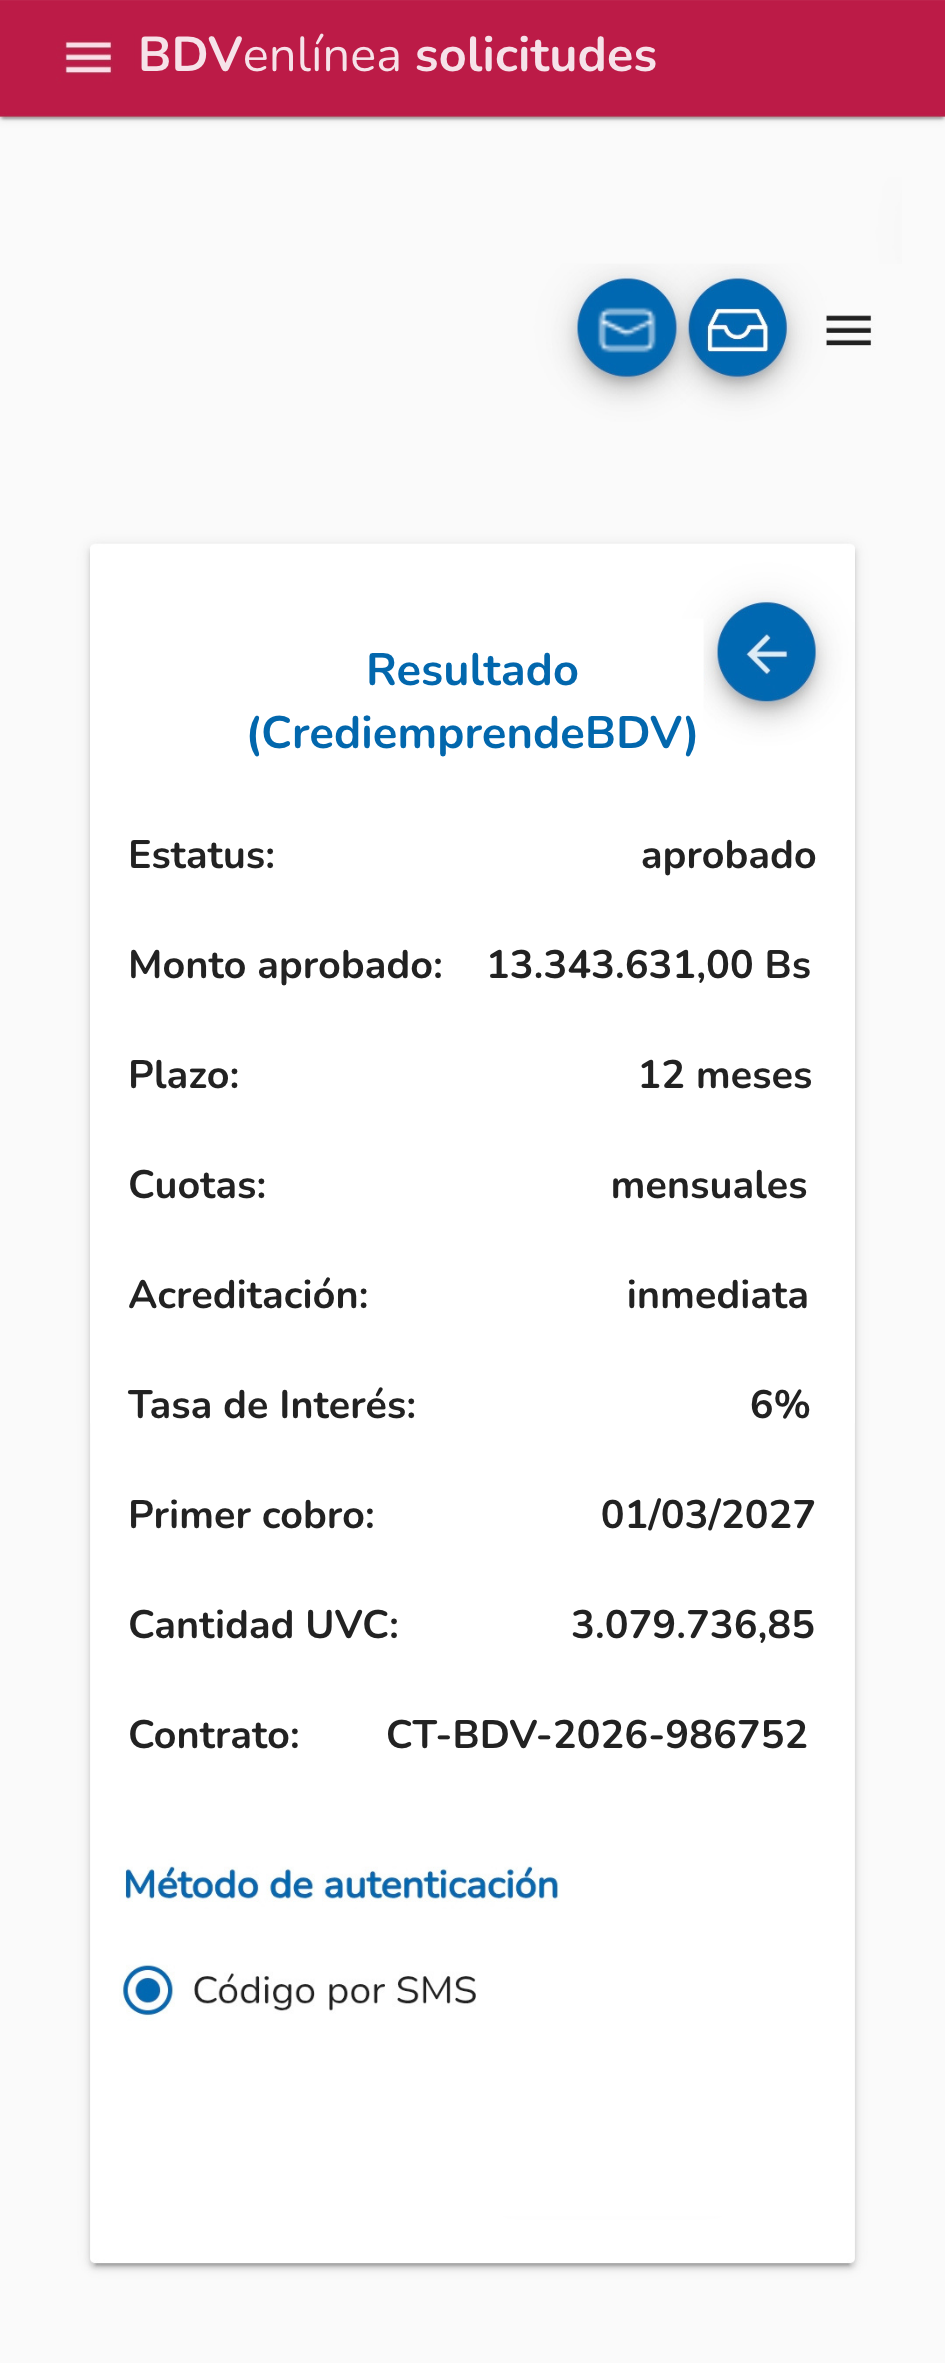 BDVenlínea solicitudes
Resultado
(CrediemprendeBDV)
Estatus: aprobado
Monto aprobado: 13.343.631,00 Bs
Plazo: 12 meses
Cuotas: mensuales
Acreditación: inmediata
Tasa de Interés: 6%
Primer cobro: 01/03/2027
Cantidad UVC: 3.079.736,85
Contrato: CT-BDV-2026-986752
Método de autenticación
Código por SMS